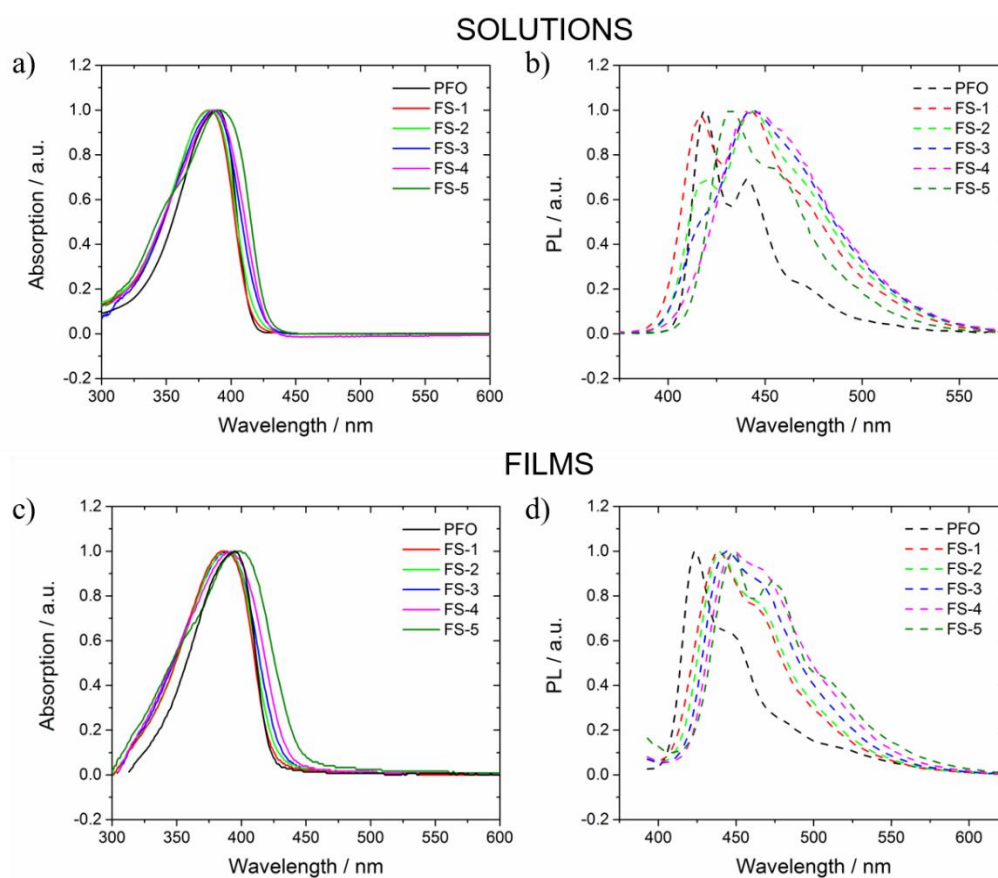 SOLUTIONS
a)
1.2
1.0
0.8
0.6
0.4
0.2
0.0
-0.2
Absorption / a.u.
300 350 400 450 500 550 600
Wavelength / nm
PFO
FS-1
FS-2
FS-3
FS-4
FS-5
b)
1.2
1.0
0.8
0.6
0.4
0.2
0.0
-0.2
PL / a.u.
400 450 500 550
Wavelength / nm
PFO
FS-1
FS-2
FS-3
FS-4
FS-5
FILMS
c)
1.2
1.0
0.8
0.6
0.4
0.2
0.0
-0.2
Absorption / a.u.
300 350 400 450 500 550 600
Wavelength / nm
PFO
FS-1
FS-2
FS-3
FS-4
FS-5
d)
1.2
1.0
0.8
0.6
0.4
0.2
0.0
-0.2
PL / a.u.
400 450 500 550 600
Wavelength / nm
PFO
FS-1
FS-2
FS-3
FS-4
FS-5